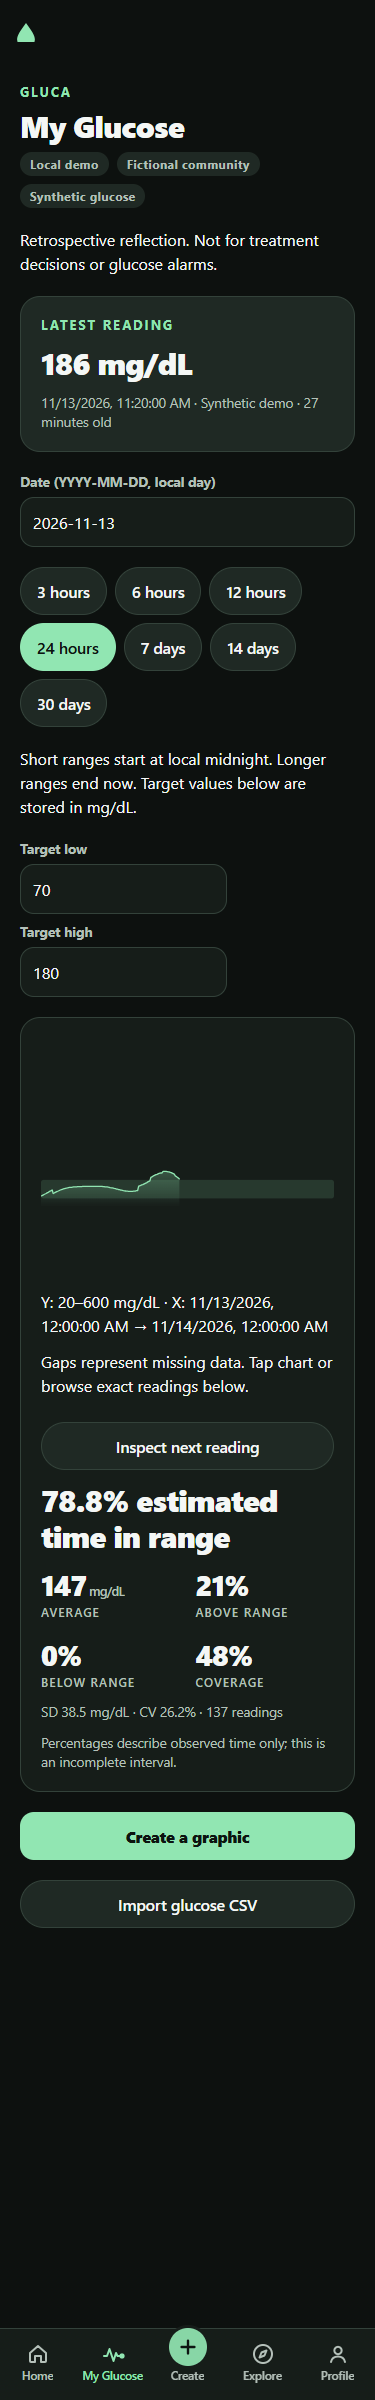 GLUCA
My Glucose
Local demo
Fictional community
Synthetic glucose
Retrospective reflection. Not for treatment
decisions or glucose alarms.
LATEST READING
186 mg/dL
11/13/2026, 11:20:00 AM · Synthetic demo · 27
minutes old
Date (YYYY-MM-DD, local day)
2026-11-13
3 hours
6 hours
12 hours
24 hours
7 days
14 days
30 days
Short ranges start at local midnight. Longer
ranges end now. Target values below are
stored in mg/dL.
Target low
70
Target high
180
Y: 20–600 mg/dL · X: 11/13/2026,
12:00:00 AM → 11/14/2026, 12:00:00 AM
Gaps represent missing data. Tap chart or
browse exact readings below.
Inspect next reading
78.8% estimated
time in range
147 mg/dL
AVERAGE
21%
ABOVE RANGE
0%
BELOW RANGE
48%
COVERAGE
SD 38.5 mg/dL · CV 26.2% · 137 readings
Percentages describe observed time only; this is
an incomplete interval.
Create a graphic
Import glucose CSV
Home
My Glucose
Create
Explore
Profile